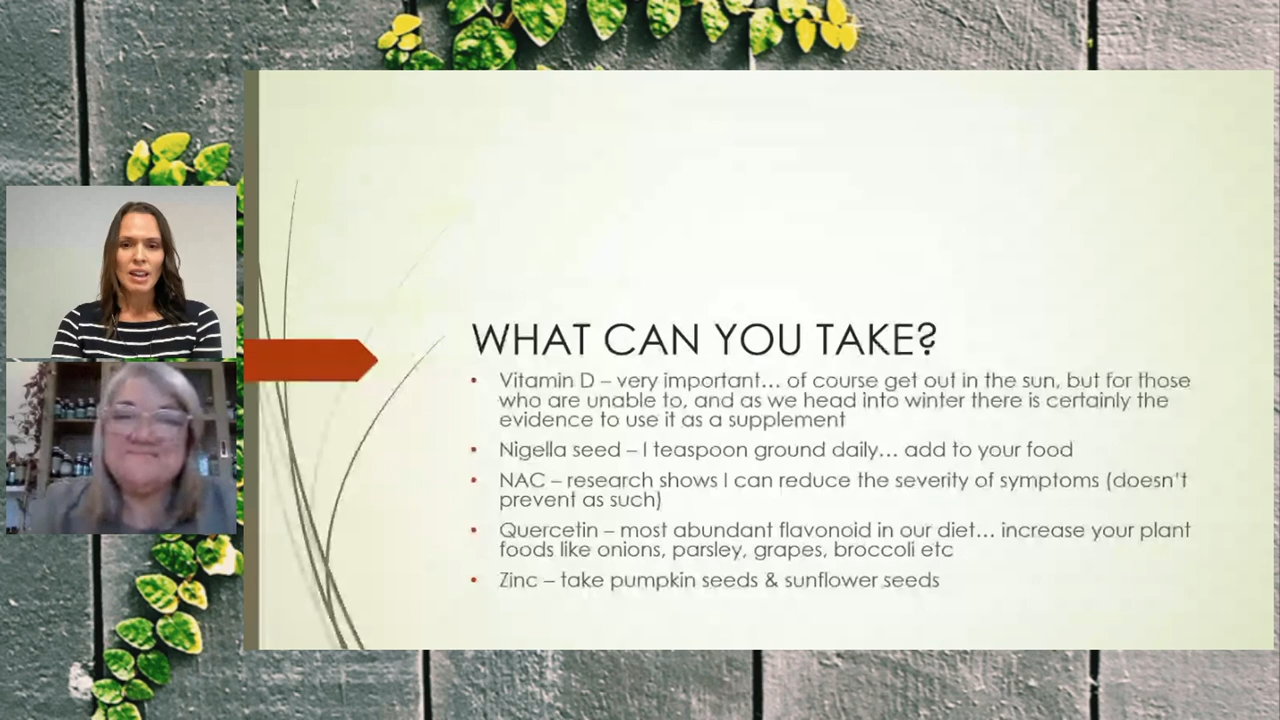 WHAT CAN YOU TAKE?
• Vitamin D – very important… of course get out in the sun, but for those
who are unable to, and as we head into winter there is certainly the
evidence to use it as a supplement
• Nigella seed – 1 teaspoon ground daily… add to your food
• NAC – research shows I can reduce the severity of symptoms (doesn't
prevent as such)
• Quercetin – most abundant flavonoid in our diet… increase your plant
foods like onions, parsley, grapes, broccoli etc
• Zinc – take pumpkin seeds & sunflower seeds